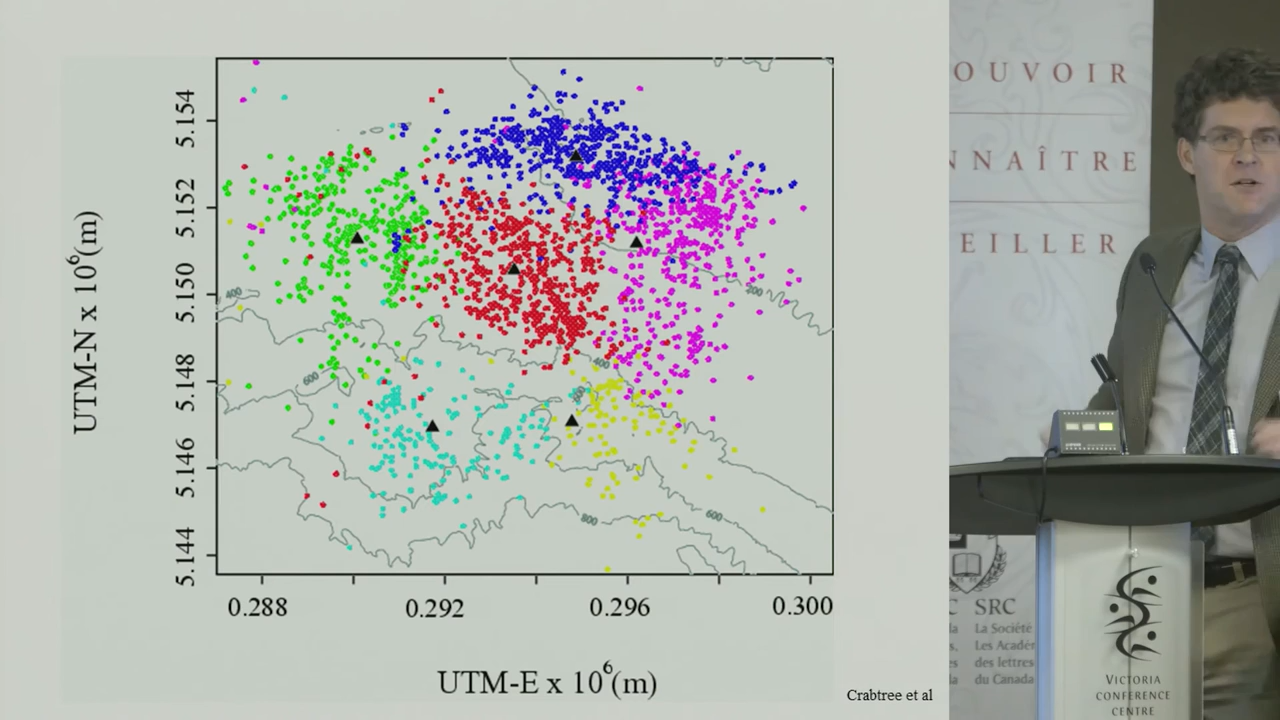 UTM-N x 10⁶(m)
5.154
5.152
5.150
5.148
5.146
5.144
400
200
600
400
800
600
0.288
0.292
0.296
0.300
UTM-E x 10⁶(m)
Crabtree et al
OUVOIR
NNAÎTRE
EILLER
C SRC
La Société
Les Acadé
des lettres
du Canada
VICTORIA
CONFERENCE
CENTRE